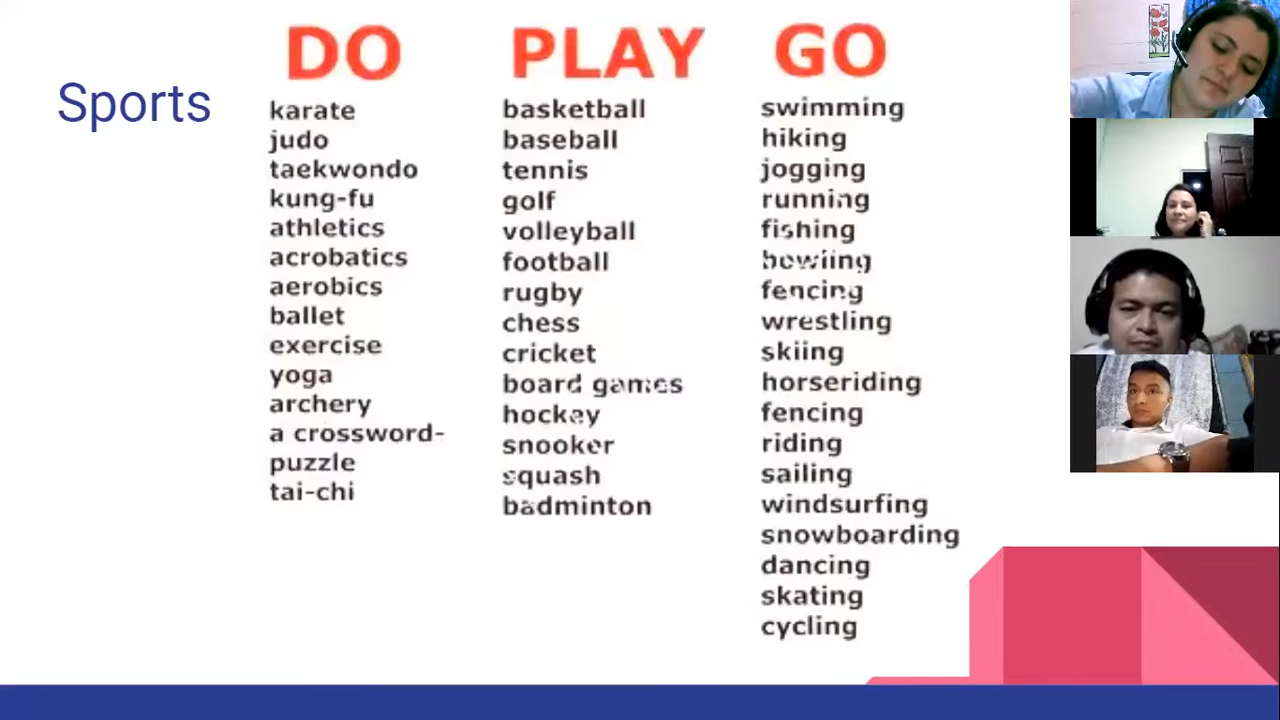 Sports
DO
karate
judo
taekwondo
kung-fu
athletics
acrobatics
aerobics
ballet
exercise
yoga
archery
a crossword-
puzzle
tai-chi
PLAY
basketball
baseball
tennis
golf
volleyball
football
rugby
chess
cricket
board games
hockey
snooker
squash
badminton
GO
swimming
hiking
jogging
running
fishing
bowling
fencing
wrestling
skiing
horseriding
fencing
riding
sailing
windsurfing
snowboarding
dancing
skating
cycling